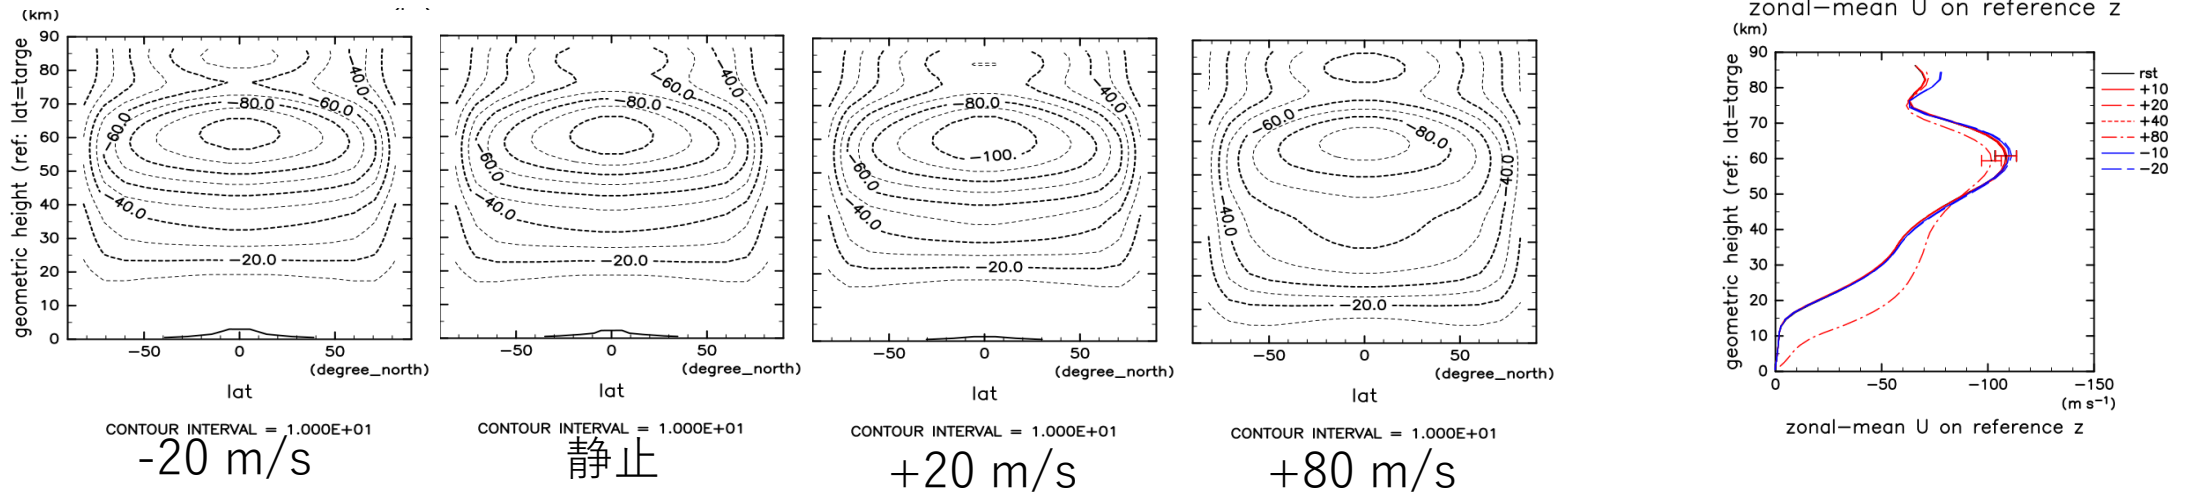 (km)
geometric height (ref: lat=targe
90
80
70
60
50
40
30
20
10
0
−40.0
−60.0
−80.0
−60.0
−40.0
−20.0
−50
0
50
(degree_north)
lat
CONTOUR INTERVAL = 1.000E+01
-20 m/s
−40.0
−60.0
−80.0
−60.0
−40.0
−20.0
−50
0
50
(degree_north)
lat
CONTOUR INTERVAL = 1.000E+01
静止
−40.0
−80.0
−100.
−60.0
−40.0
−20.0
−50
0
50
(degree_north)
lat
CONTOUR INTERVAL = 1.000E+01
+20 m/s
−60.0
−80.0
−40.0
−40.0
−20.0
−50
0
50
(degree_north)
lat
CONTOUR INTERVAL = 1.000E+01
+80 m/s
zonal−mean U on reference z
(km)
geometric height (ref: lat=targe
90
80
70
60
50
40
30
20
10
0
rst
+10
+20
+40
+80
−10
−20
0
−50
−100
−150
(m s⁻¹)
zonal−mean U on reference z